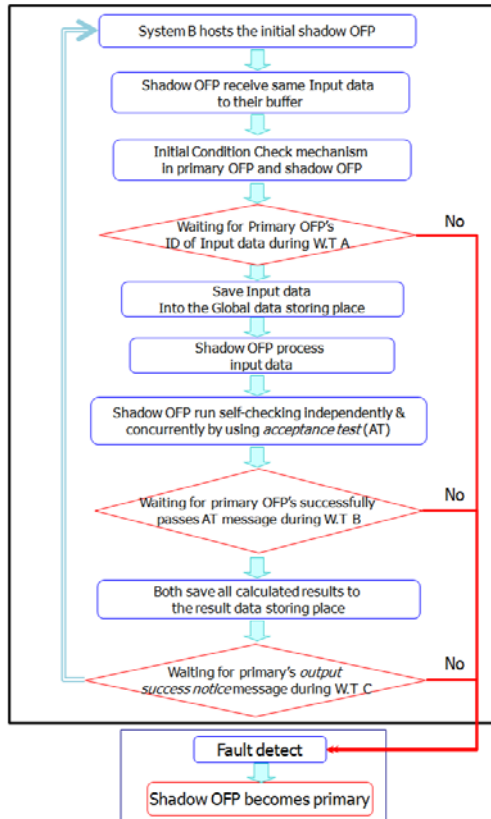 System B hosts the initial shadow OFP
Shadow OFP receive same Input data
to their buffer
Initial Condition Check mechanism
in primary OFP and shadow OFP
Waiting for Primary OFP's
ID of Input data during W.T A
No
Save Input data
Into the Global data storing place
Shadow OFP process
input data
Shadow OFP run self-checking independently &
concurrently by using acceptance test (AT)
Waiting for primary OFP's successfully
passes AT message during W.T B
No
Both save all calculated results to
the result data storing place
Waiting for primary's output
success notice message during W.T C
No
Fault detect
Shadow OFP becomes primary